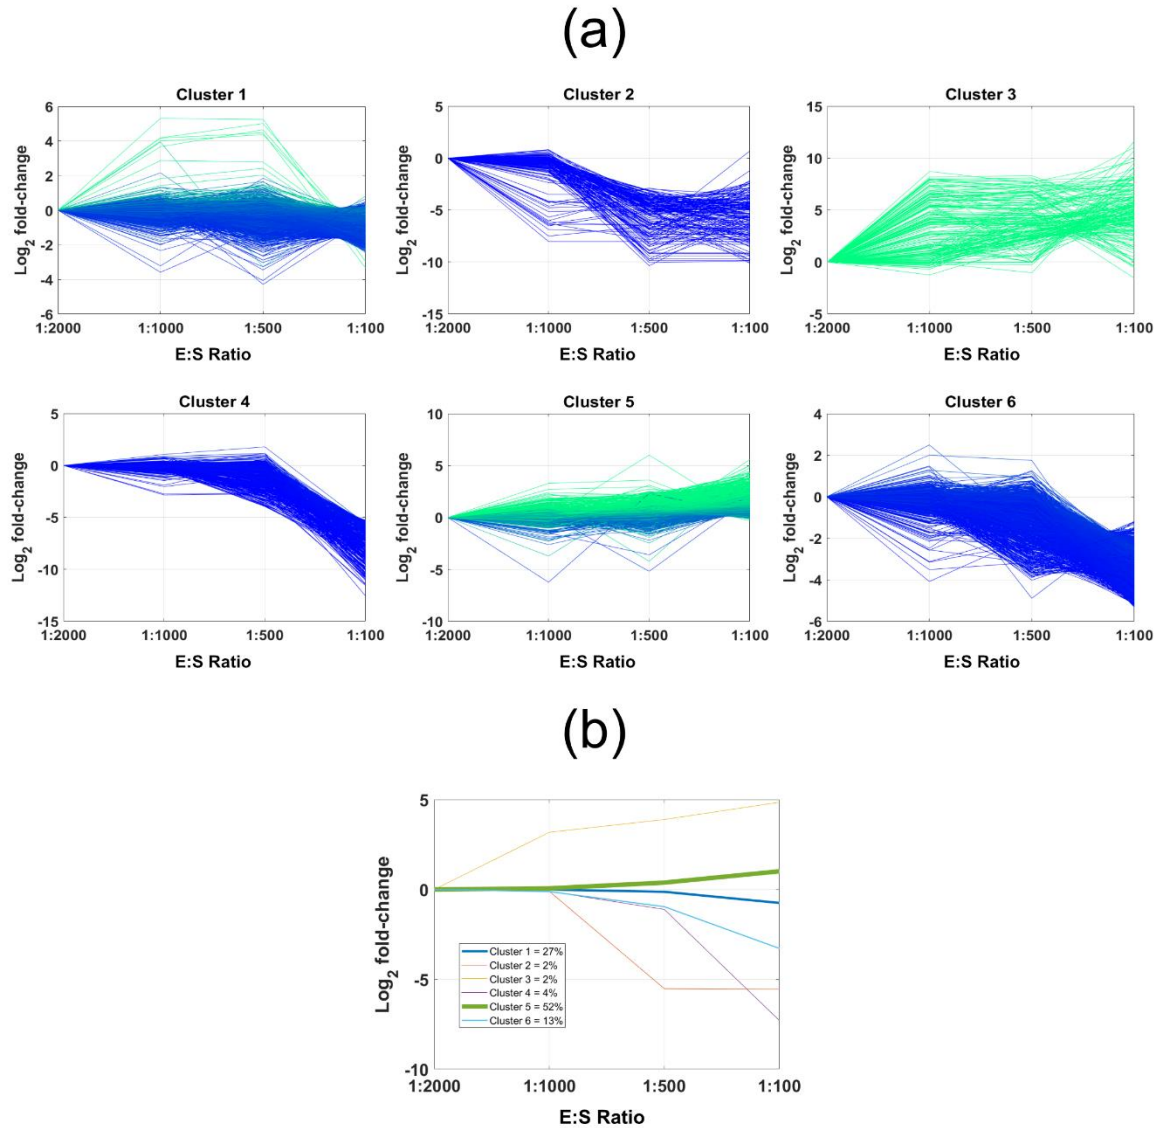 (a)
Cluster 1
Log2 fold-change
6
4
2
0
-2
-4
-6
1:2000 1:1000 1:500 1:100
E:S Ratio
Cluster 2
Log2 fold-change
5
0
-5
-10
-15
1:2000 1:1000 1:500 1:100
E:S Ratio
Cluster 3
Log2 fold-change
15
10
5
0
-5
1:2000 1:1000 1:500 1:100
E:S Ratio
Cluster 4
Log2 fold-change
5
0
-5
-10
-15
1:2000 1:1000 1:500 1:100
E:S Ratio
Cluster 5
Log2 fold-change
10
5
0
-5
-10
1:2000 1:1000 1:500 1:100
E:S Ratio
Cluster 6
Log2 fold-change
4
2
0
-2
-4
-6
1:2000 1:1000 1:500 1:100
E:S Ratio
(b)
Log2 fold-change
5
0
-5
-10
Cluster 1 = 27%
Cluster 2 = 2%
Cluster 3 = 2%
Cluster 4 = 4%
Cluster 5 = 52%
Cluster 6 = 13%
1:2000 1:1000 1:500 1:100
E:S Ratio